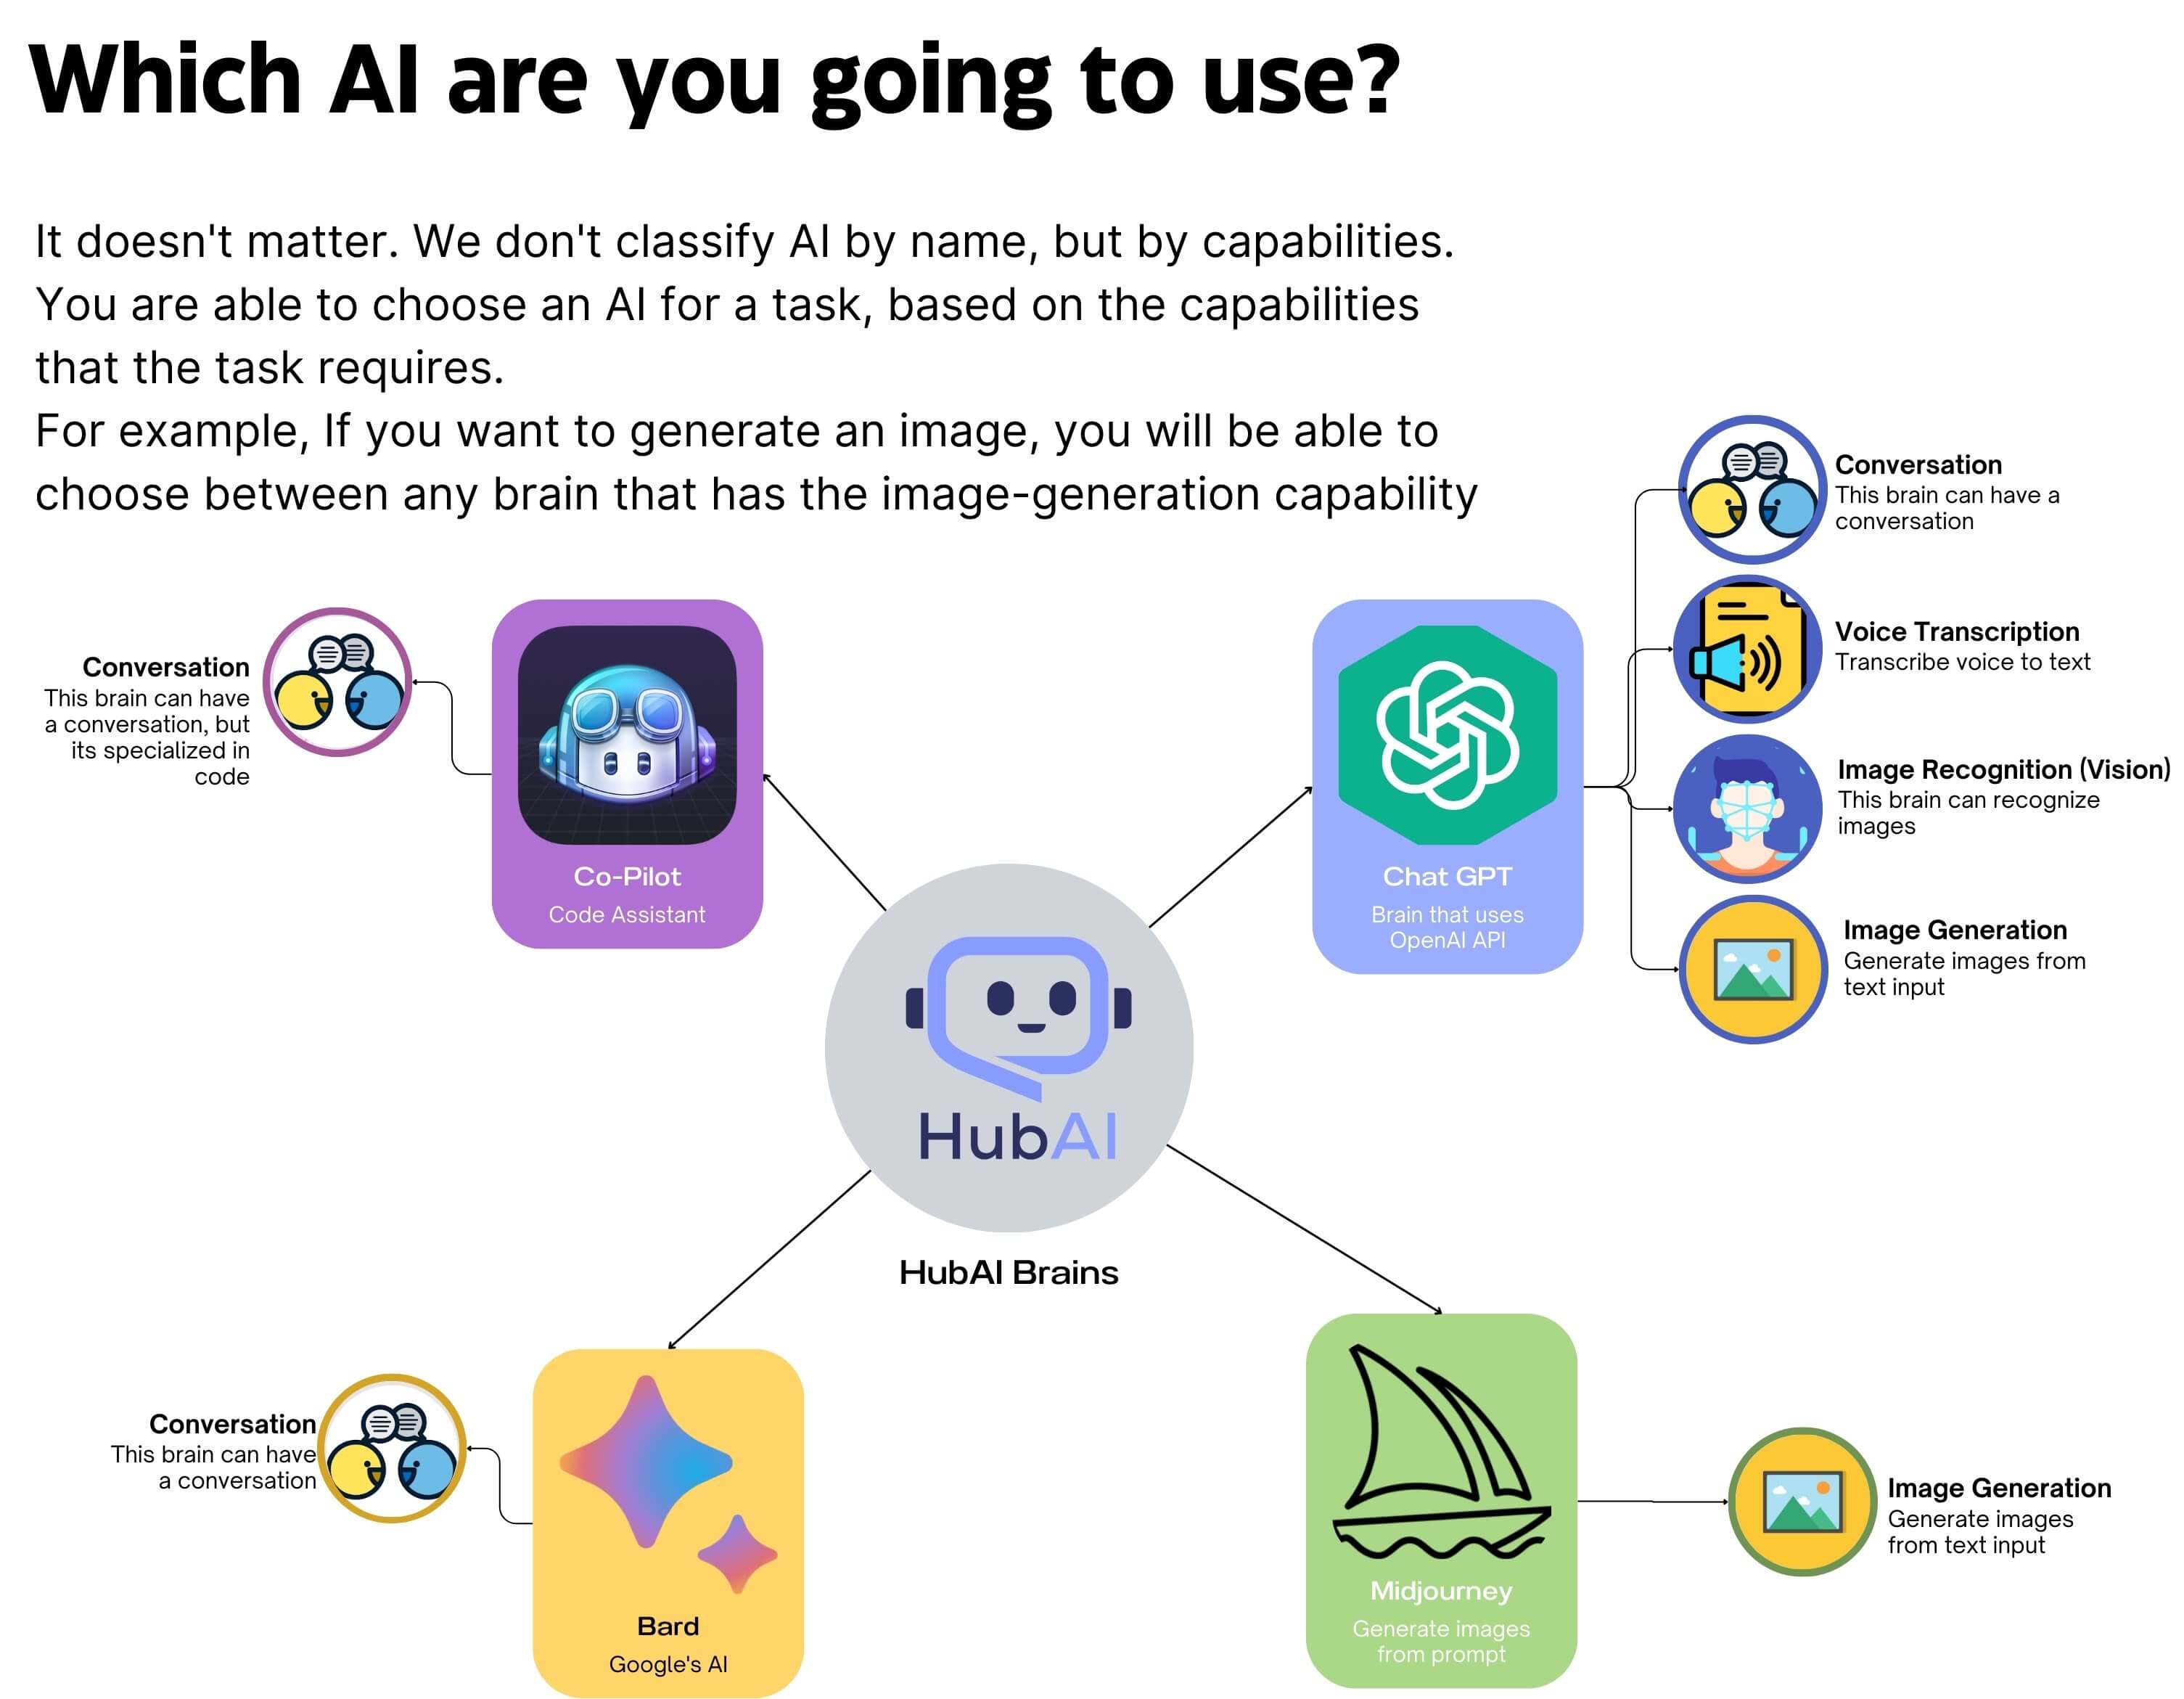 Which AI are you going to use?
It doesn't matter. We don't classify AI by name, but by capabilities.
You are able to choose an AI for a task, based on the capabilities
that the task requires.
For example, If you want to generate an image, you will be able to
choose between any brain that has the image-generation capability
Conversation
This brain can have
a conversation, but
its specialized in
code
Co-Pilot
Code Assistant
Chat GPT
Brain that uses
OpenAI API
Conversation
This brain can have a
conversation
Voice Transcription
Transcribe voice to text
Image Recognition (Vision)
This brain can recognize
images
Image Generation
Generate images from
text input
HubAI
HubAI Brains
Conversation
This brain can have
a conversation
Bard
Google's AI
Midjourney
Generate images
from prompt
Image Generation
Generate images
from text input